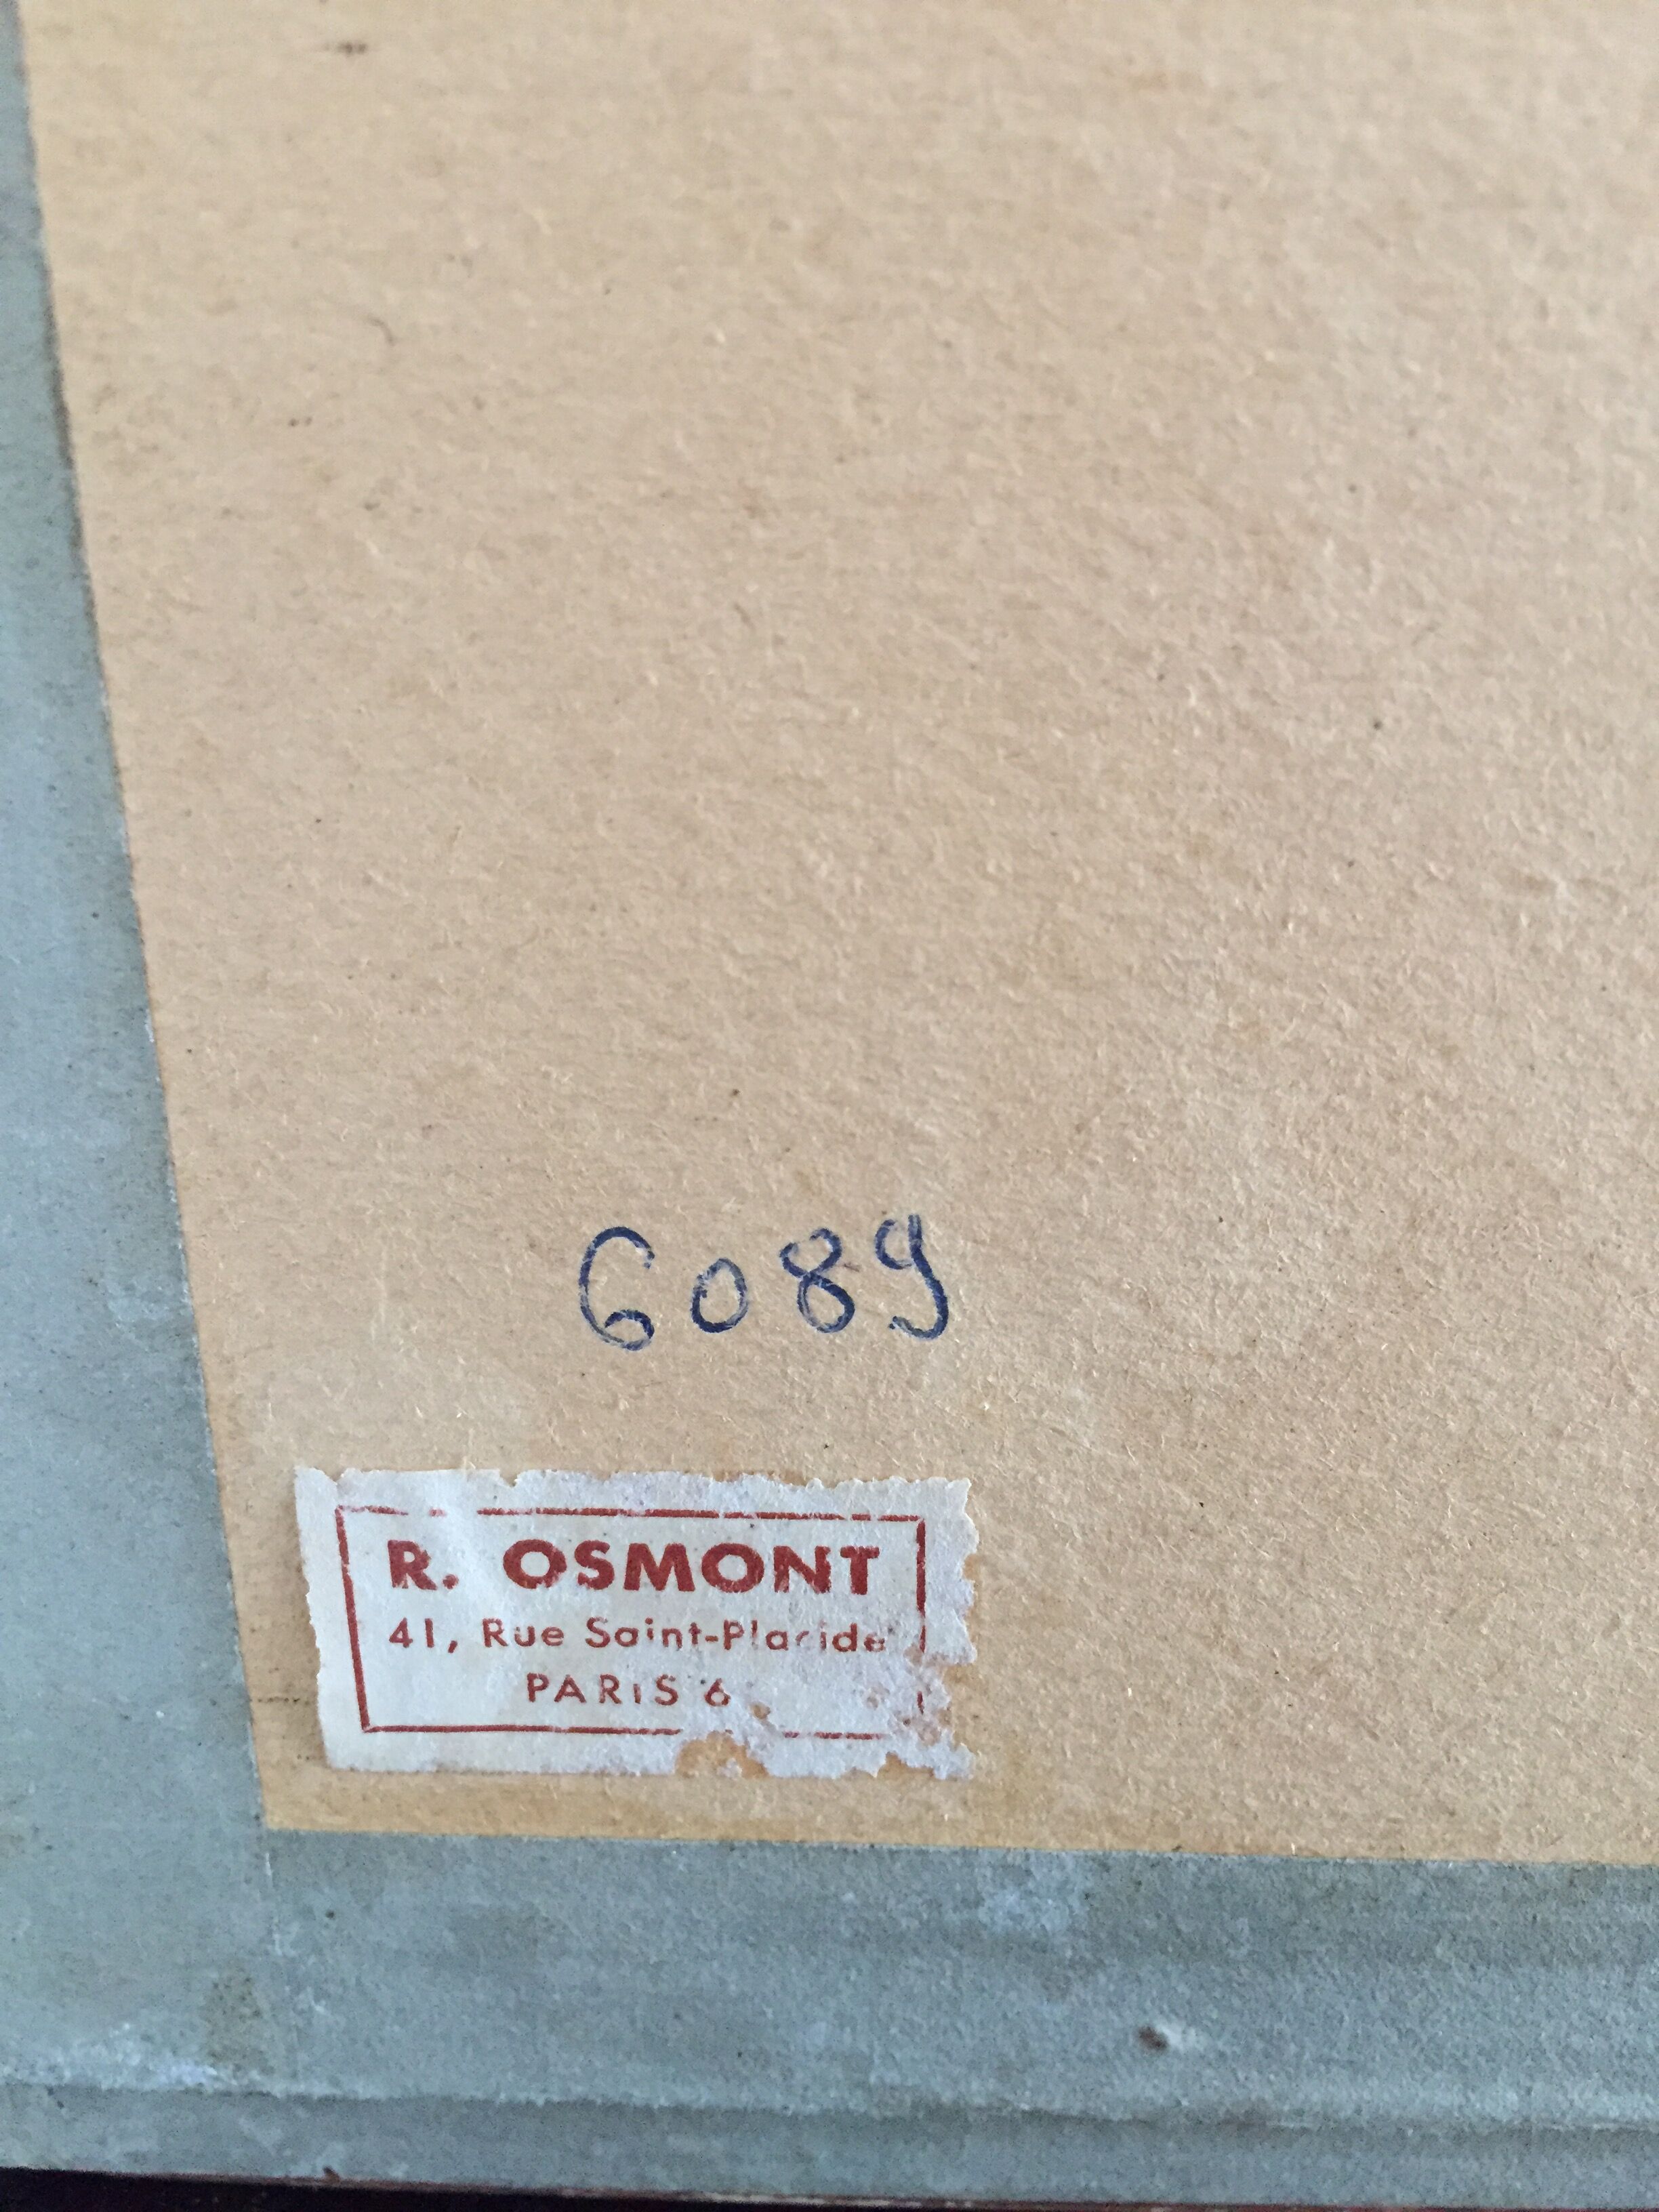 6089
R. OSMONT
41, Rue Saint-Placide
PARIS 6